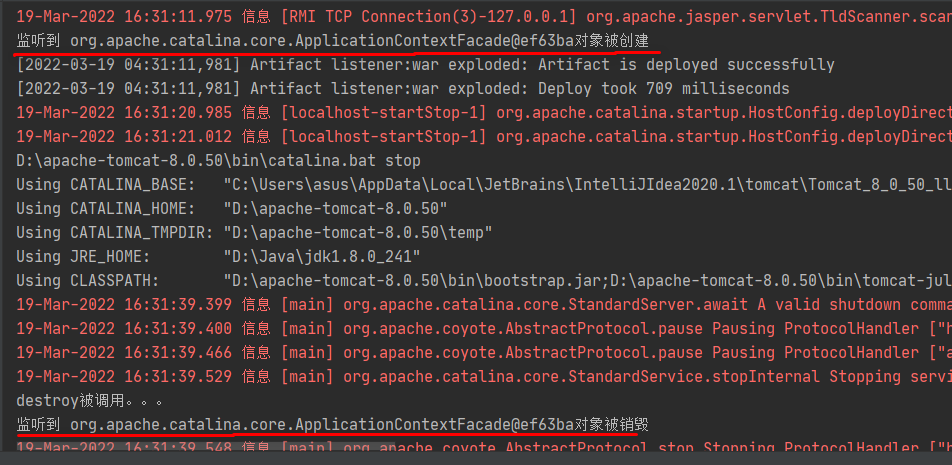 19-Mar-2022 16:31:11.975 信息 [RMI TCP Connection(3)-127.0.0.1] org.apache.jasper.servlet.TldScanner.scan
监听到 org.apache.catalina.core.ApplicationContextFacade@ef63ba对象被创建
[2022-03-19 04:31:11,981] Artifact listener:war exploded: Artifact is deployed successfully
[2022-03-19 04:31:11,981] Artifact listener:war exploded: Deploy took 709 milliseconds
19-Mar-2022 16:31:20.985 信息 [localhost-startStop-1] org.apache.catalina.startup.HostConfig.deployDirect
19-Mar-2022 16:31:21.012 信息 [localhost-startStop-1] org.apache.catalina.startup.HostConfig.deployDirect
D:\apache-tomcat-8.0.50\bin\catalina.bat stop
Using CATALINA_BASE:   "C:\Users\asus\AppData\Local\JetBrains\IntelliJIdea2020.1\tomcat\Tomcat_8_0_50_ll
Using CATALINA_HOME:   "D:\apache-tomcat-8.0.50"
Using CATALINA_TMPDIR: "D:\apache-tomcat-8.0.50\temp"
Using JRE_HOME:        "D:\Java\jdk1.8.0_241"
Using CLASSPATH:       "D:\apache-tomcat-8.0.50\bin\bootstrap.jar;D:\apache-tomcat-8.0.50\bin\tomcat-jul
19-Mar-2022 16:31:39.399 信息 [main] org.apache.catalina.core.StandardServer.await A valid shutdown comma
19-Mar-2022 16:31:39.400 信息 [main] org.apache.coyote.AbstractProtocol.pause Pausing ProtocolHandler ["h
19-Mar-2022 16:31:39.466 信息 [main] org.apache.coyote.AbstractProtocol.pause Pausing ProtocolHandler ["a
19-Mar-2022 16:31:39.529 信息 [main] org.apache.catalina.core.StandardService.stopInternal Stopping servi
destroy被调用。。。
监听到 org.apache.catalina.core.ApplicationContextFacade@ef63ba对象被销毁
19-Mar-2022 16:31:39.548 信息 [main] org.apache.coyote.AbstractProtocol.stop Stopping ProtocolHandler ["h